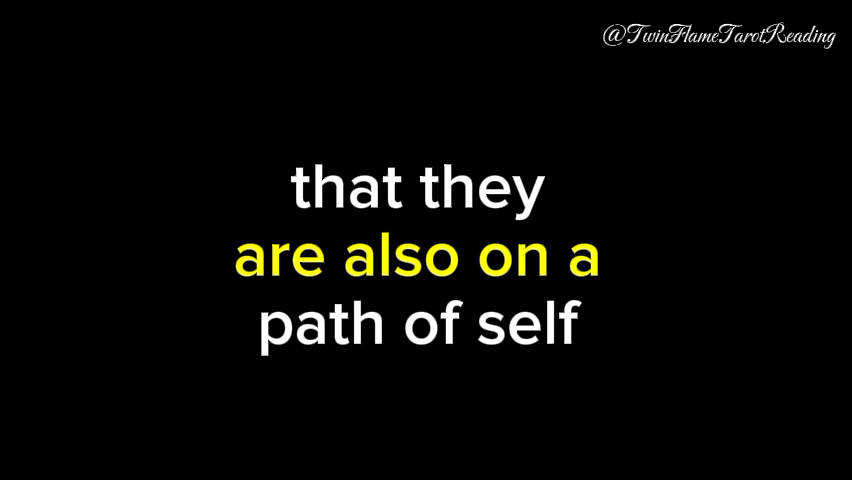 @TwinFlameTarotReading
that they
are also on a
path of self